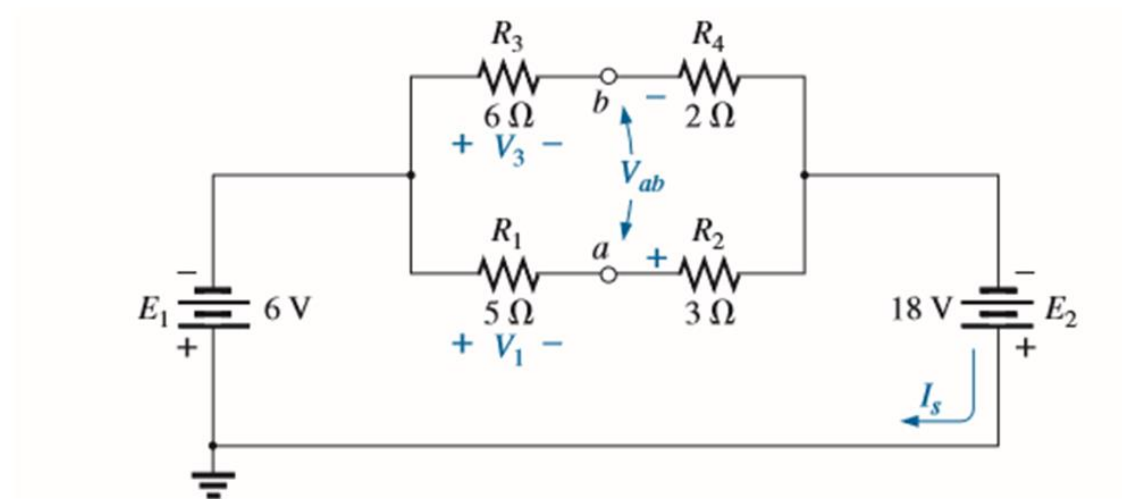 R3 R4
6 Ω b − 2 Ω
+ V3 −
Vab
R1 a + R2
5 Ω 3 Ω
+ V1 −
− −
E1 6 V 18 V E2
+ +
Is